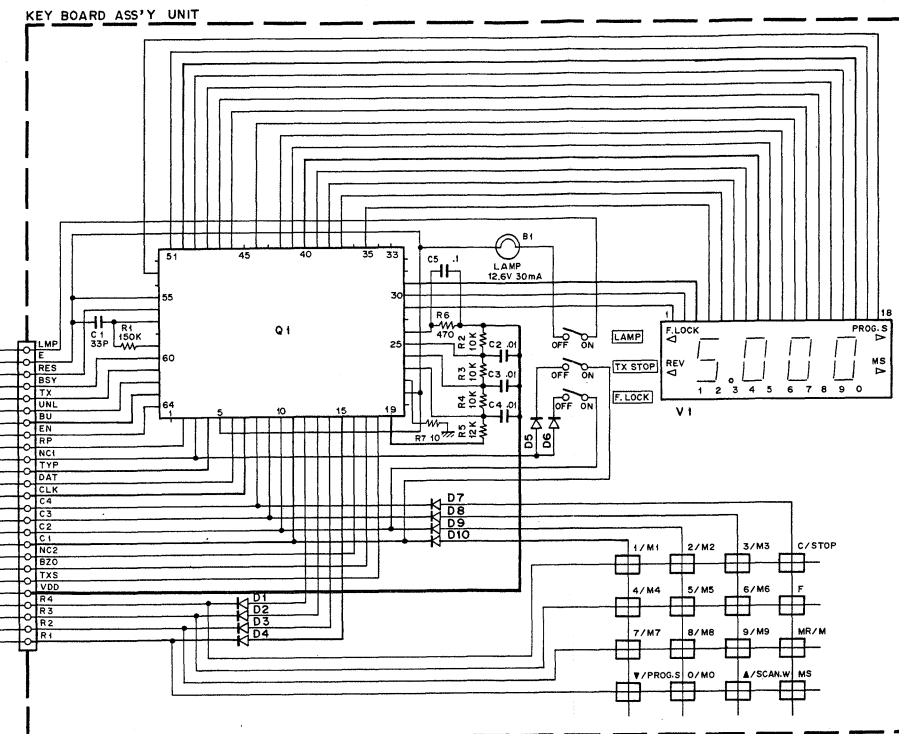 KEY BOARD ASS'Y UNIT
51 45 40 35 33
B1
LAMP
12.6V 30mA
C5 .1
55
30
1
18
F.LOCK
PROG.S
Q1
R6
470
R2 10K
LAMP
OFF ON
C1
33P
R1
150K
LMP
E
RES
BSY
TX
UNL
BU
EN
RP
NC1
TYP
DAT
CLK
C4
C3
C2
C1
NC2
BZO
TXS
VDD
R4
R3
R2
R1
60
64
25
C2 .01
R3 10K
C3 .01
R4 10K
C4 .01
R5 12K
R7 10
1 5 10 15 19
TX STOP
OFF ON
F.LOCK
OFF ON
REV
MS
5.000
1 2 3 4 5 6 7 8 9 0
V1
D5 D6
D7
D8
D9
D10
D1
D2
D3
D4
1/M1 2/M2 3/M3 C/STOP
4/M4 5/M5 6/M6 F
7/M7 8/M8 9/M9 MR/M
▼/PROG.S 0/M0 ▲/SCAN.W MS